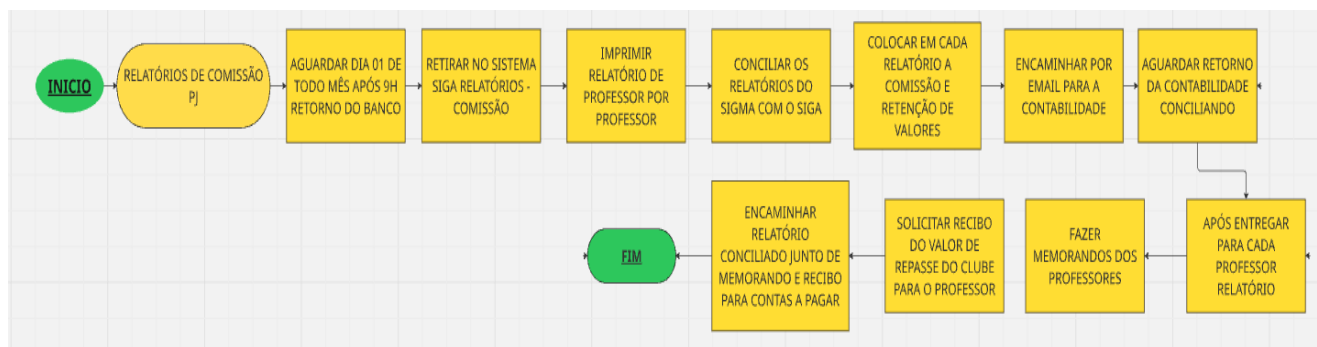 INICIO
RELATÓRIOS DE COMISSÃO
PJ
AGUARDAR DIA 01 DE
TODO MÊS APÓS 9H
RETORNO DO BANCO
RETIRAR NO SISTEMA
SIGA RELATÓRIOS -
COMISSÃO
IMPRIMIR
RELATÓRIO DE
PROFESSOR POR
PROFESSOR
CONCILIAR OS
RELATÓRIOS DO
SIGMA COM O SIGA
COLOCAR EM CADA
RELATÓRIO A
COMISSÃO E
RETENÇÃO DE
VALORES
ENCAMINHAR POR
EMAIL PARA A
CONTABILIDADE
AGUARDAR RETORNO
DA CONTABILIDADE
CONCILIANDO
APÓS ENTREGAR
PARA CADA
PROFESSOR
RELATÓRIO
FAZER
MEMORANDOS DOS
PROFESSORES
SOLICITAR RECIBO
DO VALOR DE
REPASSE DO CLUBE
PARA O PROFESSOR
ENCAMINHAR
RELATÓRIO
CONCILIADO JUNTO DE
MEMORANDO E RECIBO
PARA CONTAS A PAGAR
FIM